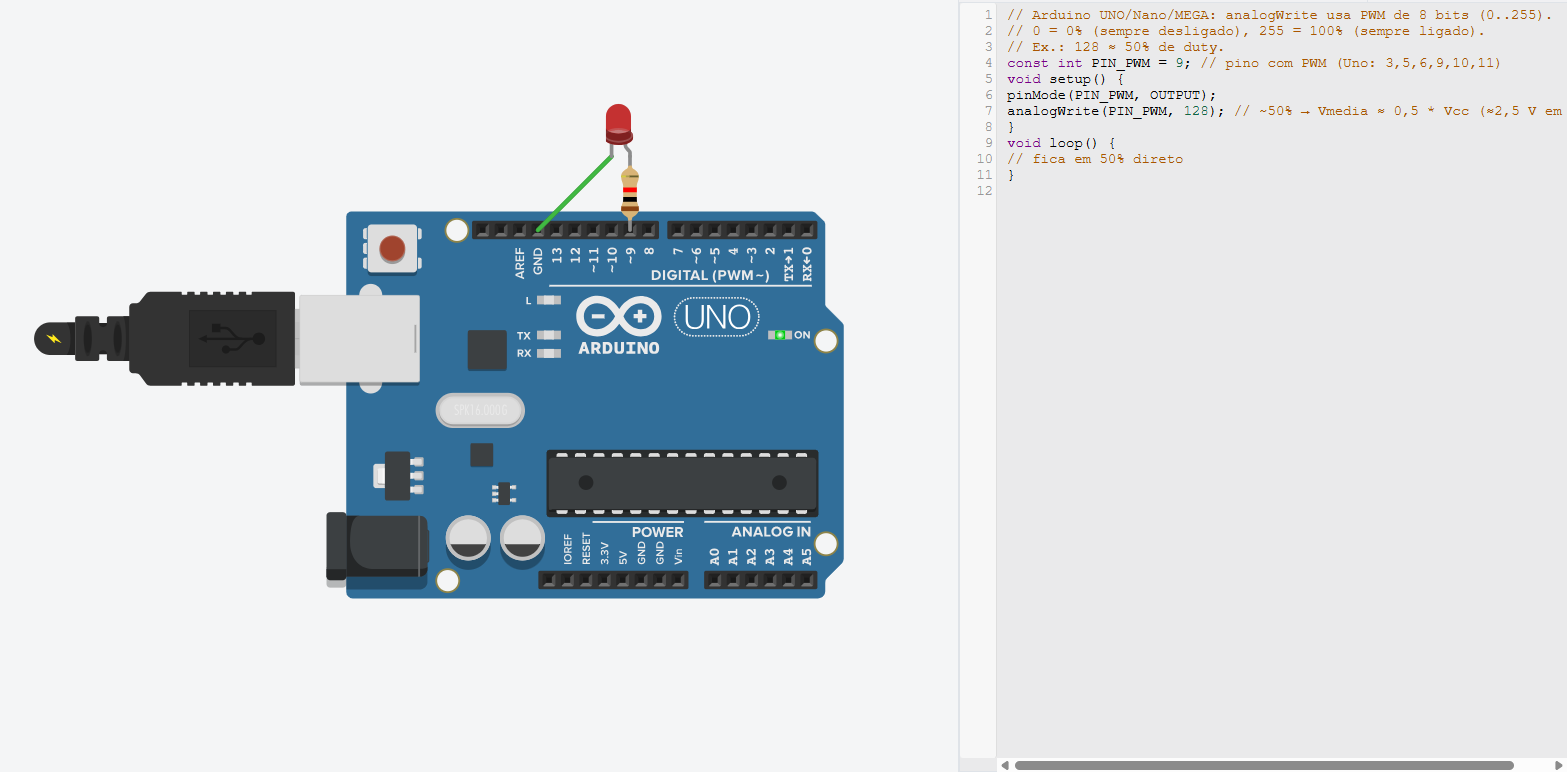 AREF
GND
13
12
~11
~10
~9
8
7
~6
~5
4
~3
2
TX→1
RX←0
DIGITAL (PWM~)
L
TX
RX
ARDUINO
UNO
ON
SPK16.000G
POWER
ANALOG IN
IOREF
RESET
3.3V
5V
GND
GND
Vin
A0
A1
A2
A3
A4
A5
1 // Arduino UNO/Nano/MEGA: analogWrite usa PWM de 8 bits (0..255).
2 // 0 = 0% (sempre desligado), 255 = 100% (sempre ligado).
3 // Ex.: 128 ≈ 50% de duty.
4 const int PIN_PWM = 9; // pino com PWM (Uno: 3,5,6,9,10,11)
5 void setup() {
6 pinMode(PIN_PWM, OUTPUT);
7 analogWrite(PIN_PWM, 128); // ~50% → Vmedia ≈ 0,5 * Vcc (≈2,5 V em
8 }
9 void loop() {
10 // fica em 50% direto
11 }
12